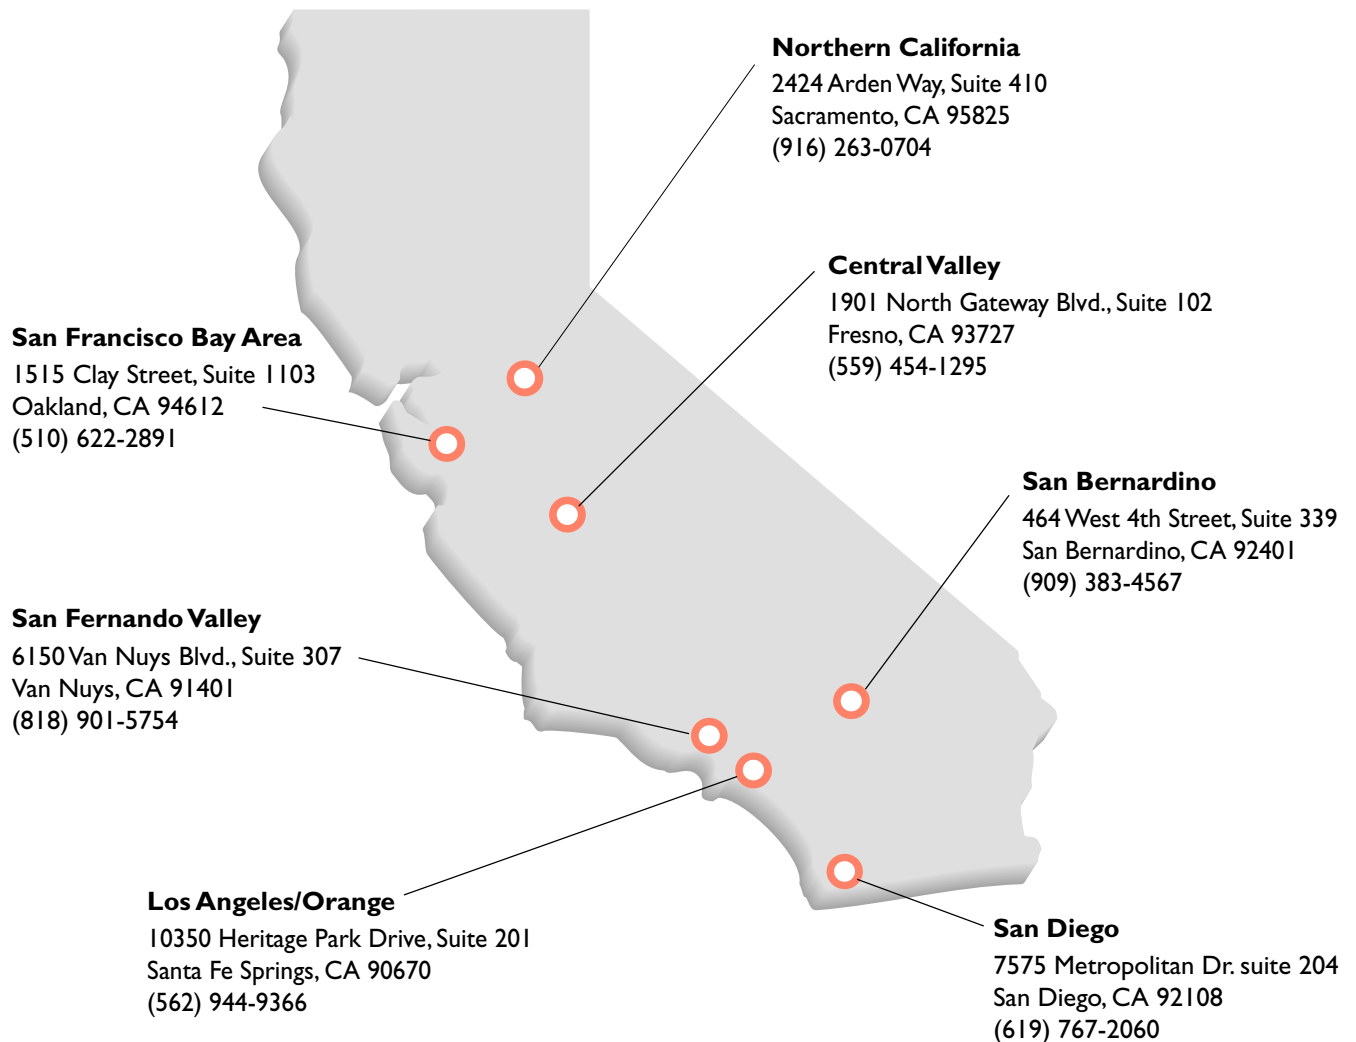 Northern California
2424 Arden Way, Suite 410
Sacramento, CA 95825
(916) 263-0704
Central Valley
1901 North Gateway Blvd., Suite 102
Fresno, CA 93727
(559) 454-1295
San Francisco Bay Area
1515 Clay Street, Suite 1103
Oakland, CA 94612
(510) 622-2891
San Bernardino
464 West 4th Street, Suite 339
San Bernardino, CA 92401
(909) 383-4567
San Fernando Valley
6150 Van Nuys Blvd., Suite 307
Van Nuys, CA 91401
(818) 901-5754
Los Angeles/Orange
10350 Heritage Park Drive, Suite 201
Santa Fe Springs, CA 90670
(562) 944-9366
San Diego
7575 Metropolitan Dr. suite 204
San Diego, CA 92108
(619) 767-2060